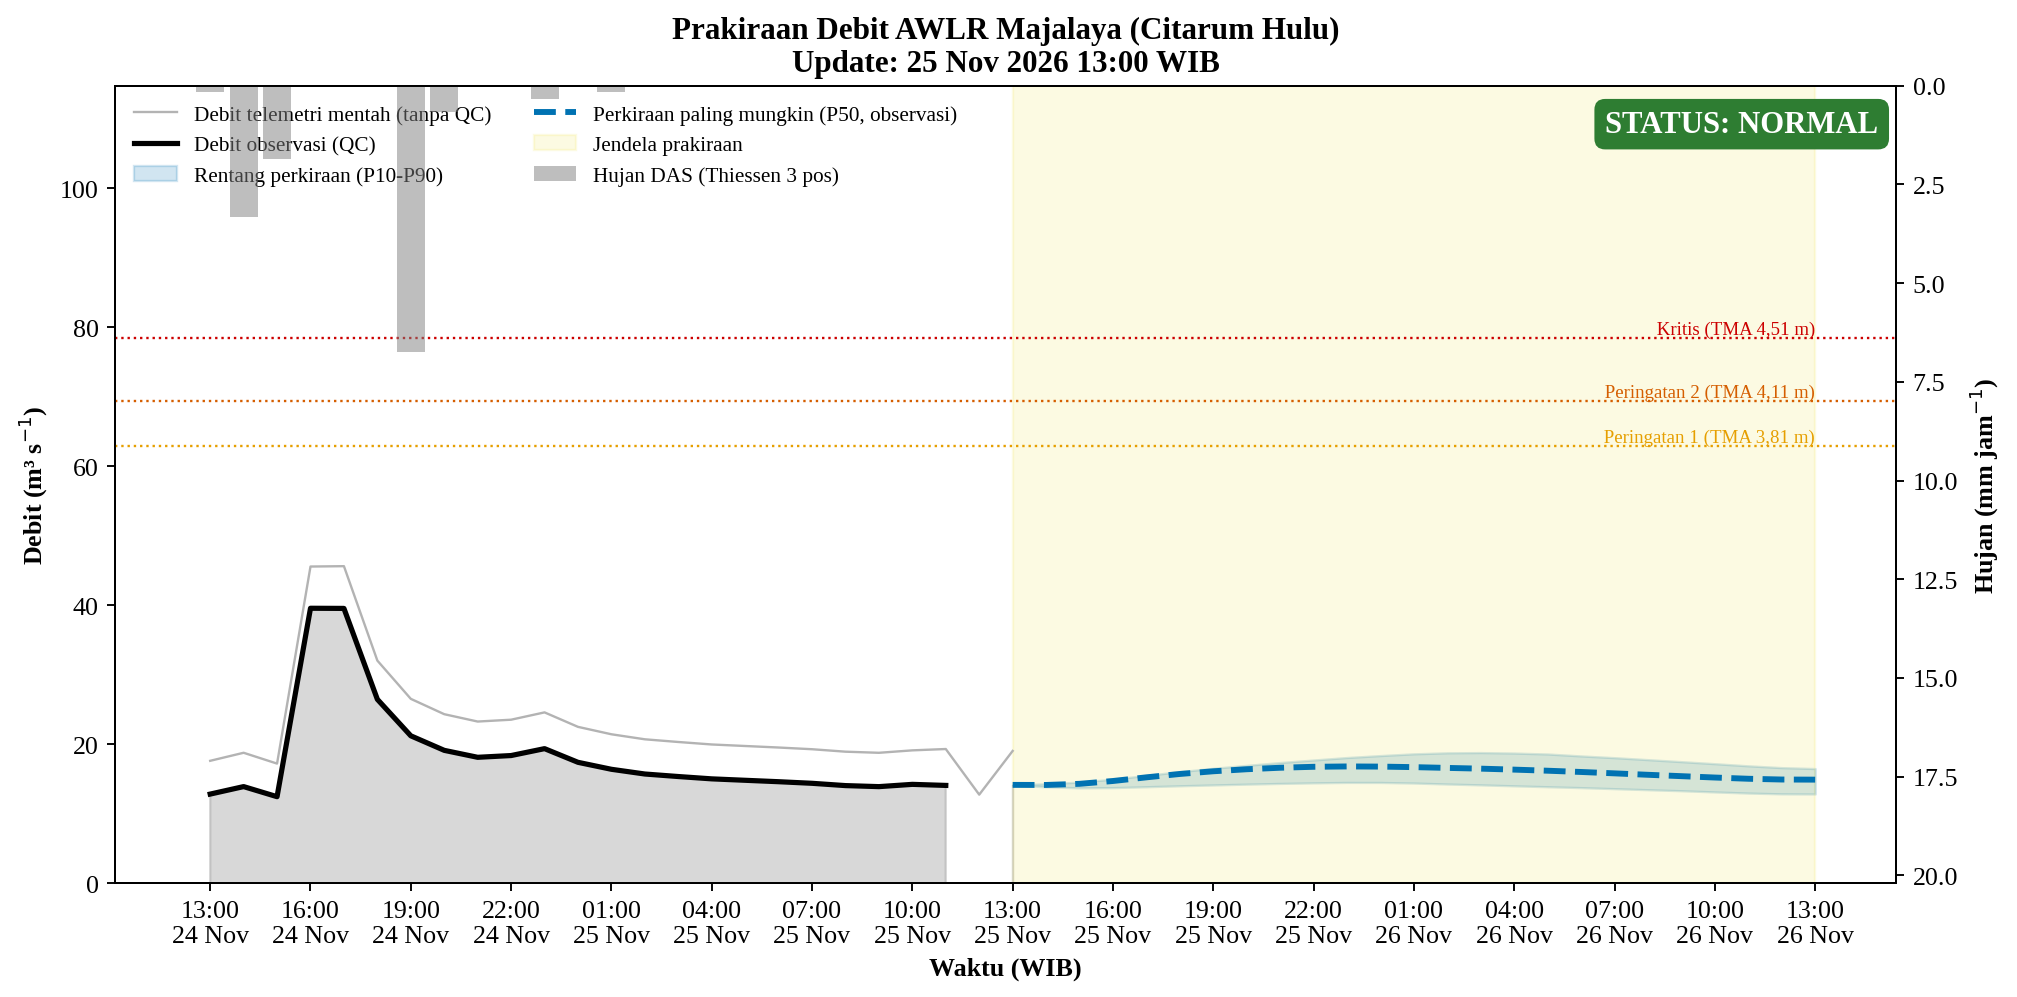 Prakiraan Debit AWLR Majalaya (Citarum Hulu)
Update: 25 Nov 2026 13:00 WIB
Debit telemetri mentah (tanpa QC)
Debit observasi (QC)
Rentang perkiraan (P10-P90)
Perkiraan paling mungkin (P50, observasi)
Jendela prakiraan
Hujan DAS (Thiessen 3 pos)
STATUS: NORMAL
Kritis (TMA 4,51 m)
Peringatan 2 (TMA 4,11 m)
Peringatan 1 (TMA 3,81 m)
Debit (m³ s⁻¹)
100
80
60
40
20
0
0.0
2.5
5.0
7.5
10.0
12.5
15.0
17.5
20.0
Hujan (mm jam⁻¹)
13:00 16:00 19:00 22:00 01:00 04:00 07:00 10:00 13:00 16:00 19:00 22:00 01:00 04:00 07:00 10:00 13:00
24 Nov 24 Nov 24 Nov 24 Nov 25 Nov 25 Nov 25 Nov 25 Nov 25 Nov 25 Nov 25 Nov 25 Nov 26 Nov 26 Nov 26 Nov 26 Nov 26 Nov
Waktu (WIB)